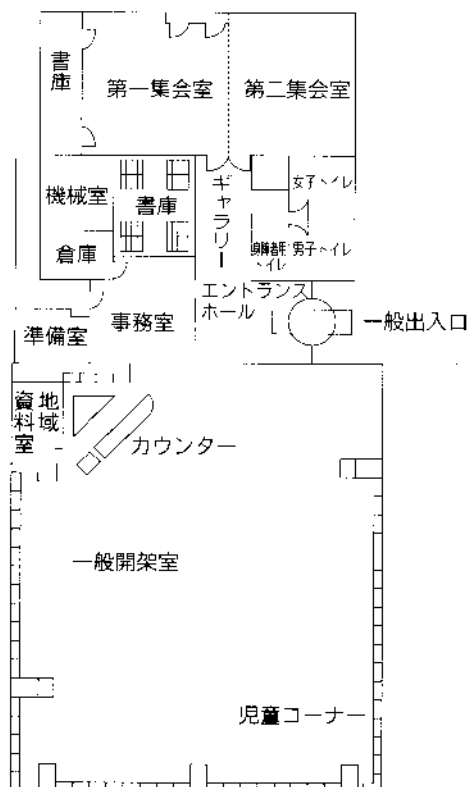 書庫
第一集会室
第二集会室
機械室
書庫
ギャラリー
女子トイレ
倉庫
男子トイレ
エントランス
ホール
一般出入口
事務室
準備室
地域
資料室
カウンター
一般開架室
児童コーナー